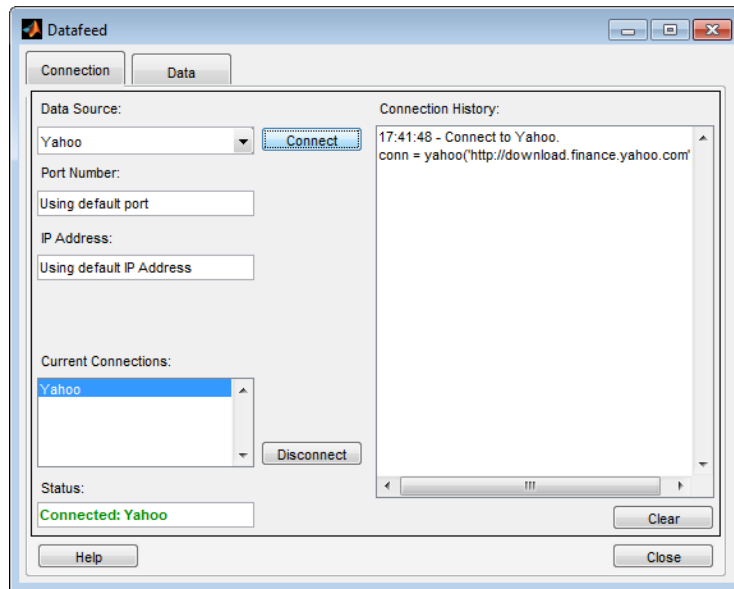 Datafeed
Connection
Data
Data Source:
Yahoo
Connect
Port Number:
Using default port
IP Address:
Using default IP Address
Current Connections:
Yahoo
Disconnect
Status:
Connected: Yahoo
Connection History:
17:41:48 - Connect to Yahoo.
conn = yahoo('http://download.finance.yahoo.com'
Clear
Help
Close